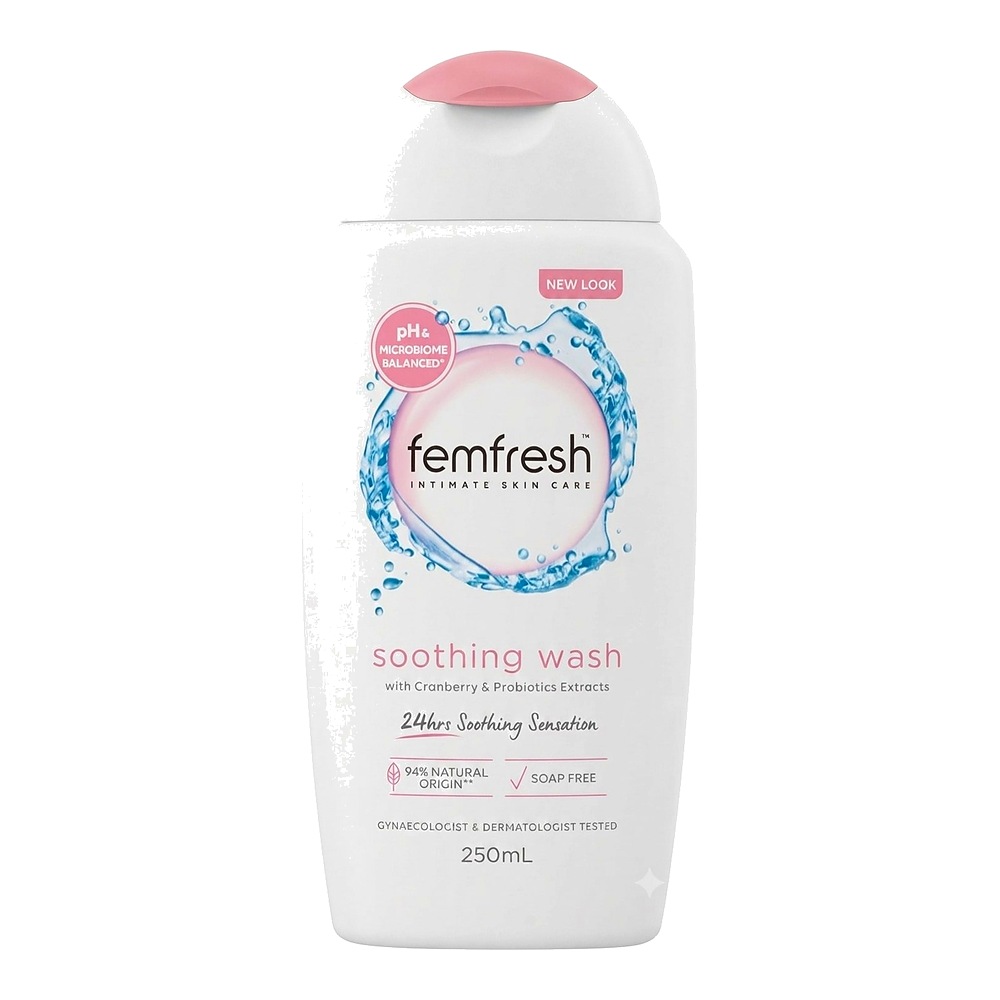 NEW LOOK
pH &
MICROBIOME
BALANCED*
femfresh™
INTIMATE SKIN CARE
soothing wash
with Cranberry & Probiotics Extracts
24hrs Soothing Sensation
94% NATURAL
ORIGIN**
SOAP FREE
GYNAECOLOGIST & DERMATOLOGIST TESTED
250mL